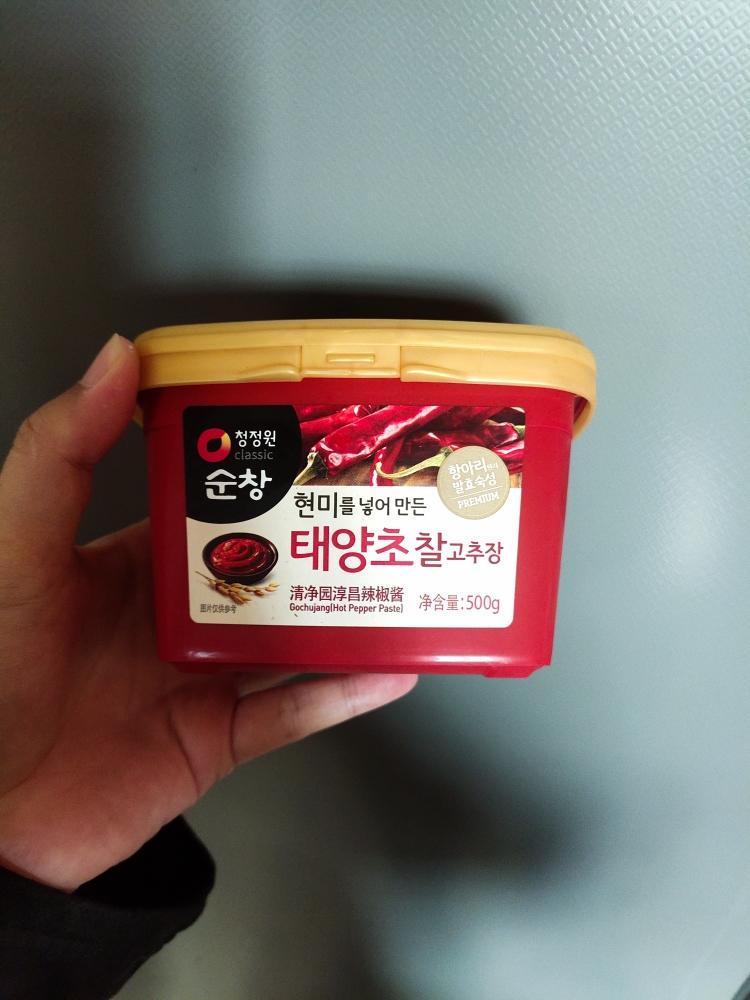 청정원
classic
순창
항아리에서
발효숙성
PREMIUM
현미를 넣어 만든
태양초 찰고추장
清净园淳昌辣椒酱
Gochujang(Hot Pepper Paste)
净含量:500g
图片仅供参考